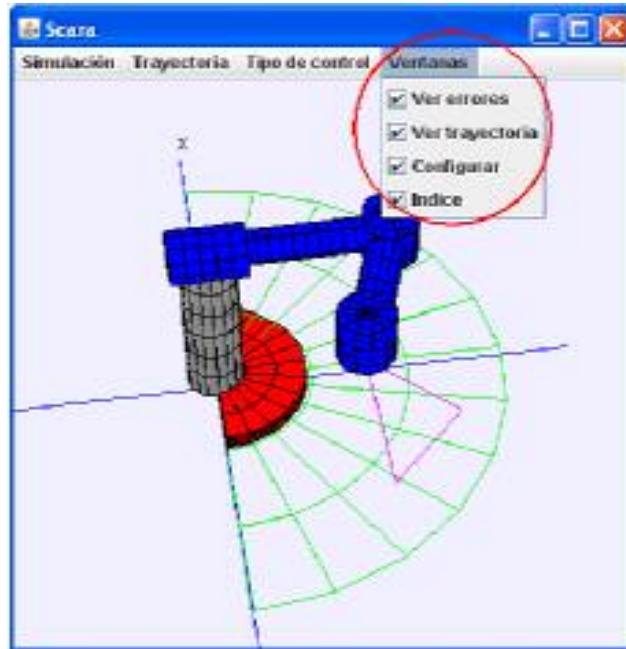 Scara
Simulación Trayectoria Tipo de control Ventanas
Ver errores
Ver trayectoria
Configurar
Indice
X